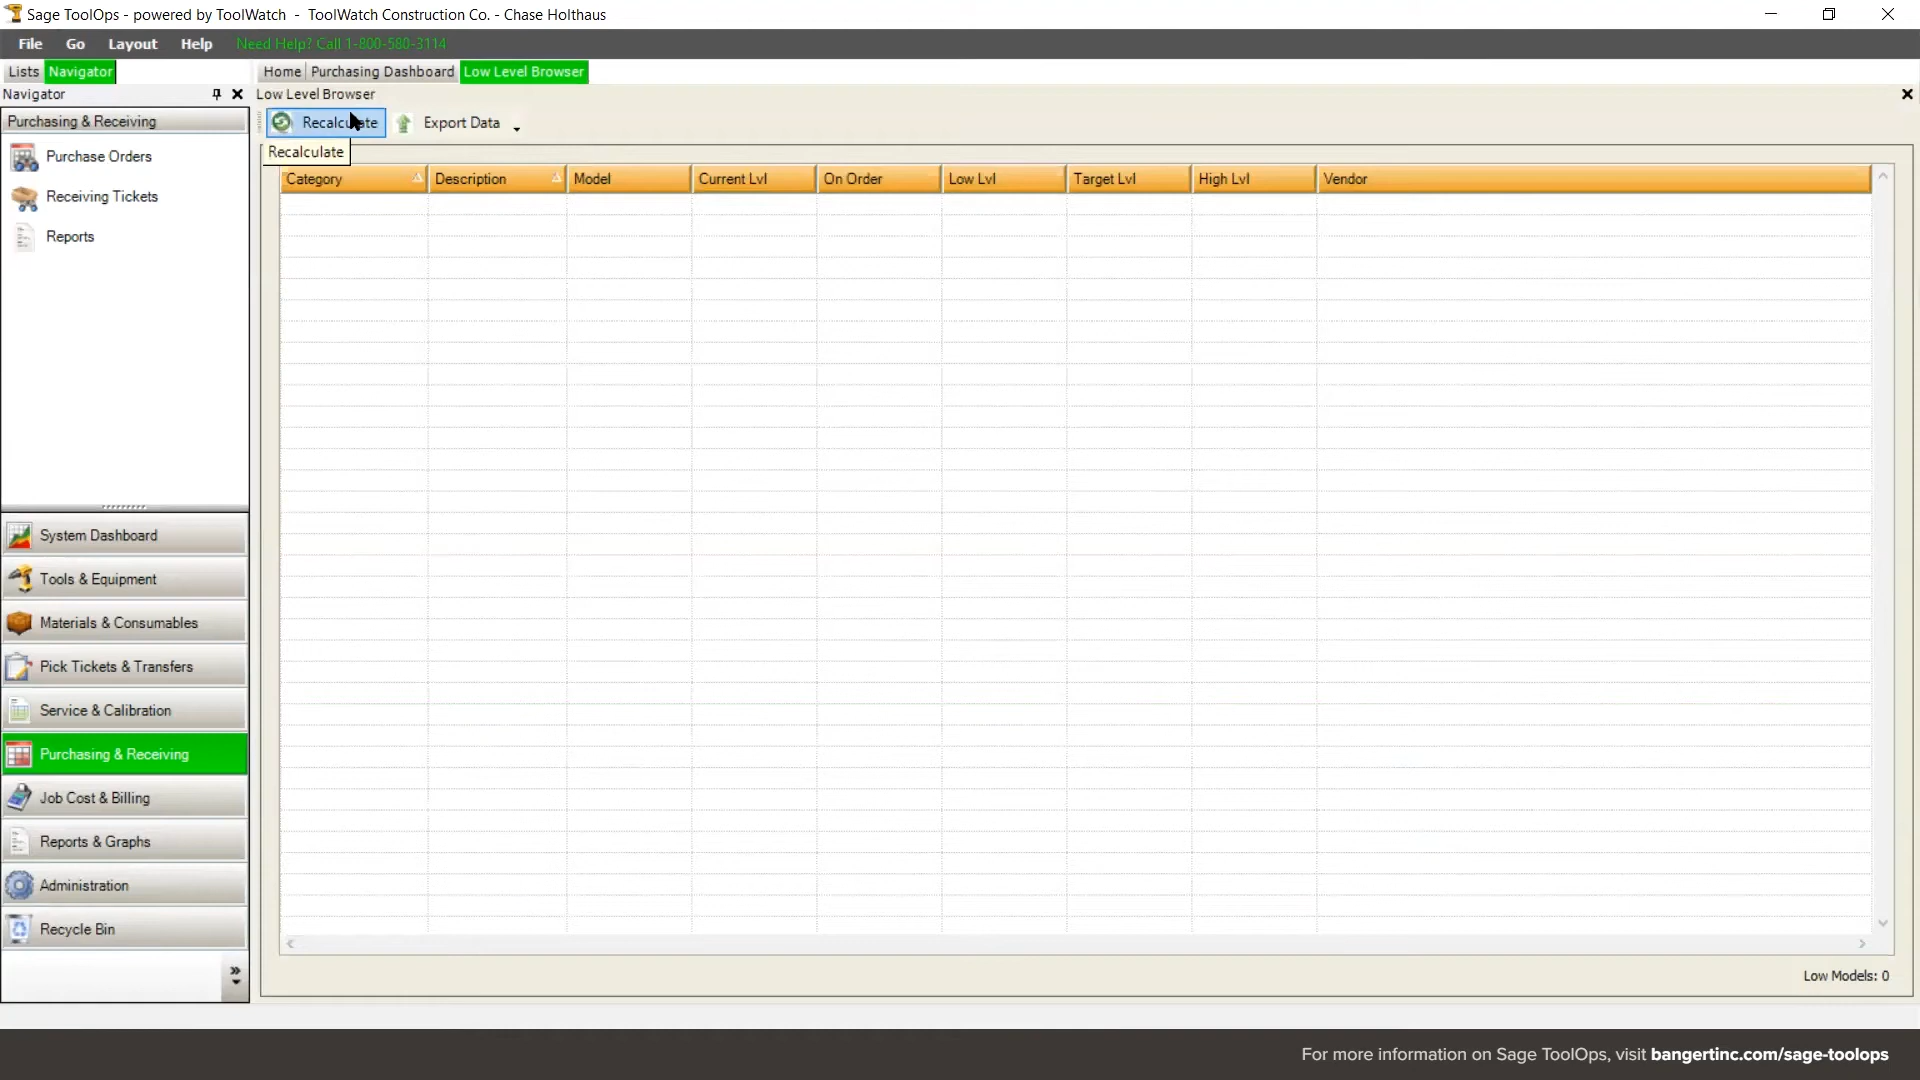 Sage ToolOps - powered by ToolWatch - ToolWatch Construction Co. - Chase Holthaus
File Go Layout Help Need Help? Call 1-800-580-3114
Lists Navigator Home Purchasing Dashboard Low Level Browser
Navigator Low Level Browser
Purchasing & Receiving
Recalculate Export Data
Recalculate
Purchase Orders
Receiving Tickets
Reports
Category Description Model Current Lvl On Order Low Lvl Target Lvl High Lvl Vendor
System Dashboard
Tools & Equipment
Materials & Consumables
Pick Tickets & Transfers
Service & Calibration
Purchasing & Receiving
Job Cost & Billing
Reports & Graphs
Administration
Recycle Bin
Low Models: 0
For more information on Sage ToolOps, visit bangertinc.com/sage-toolops